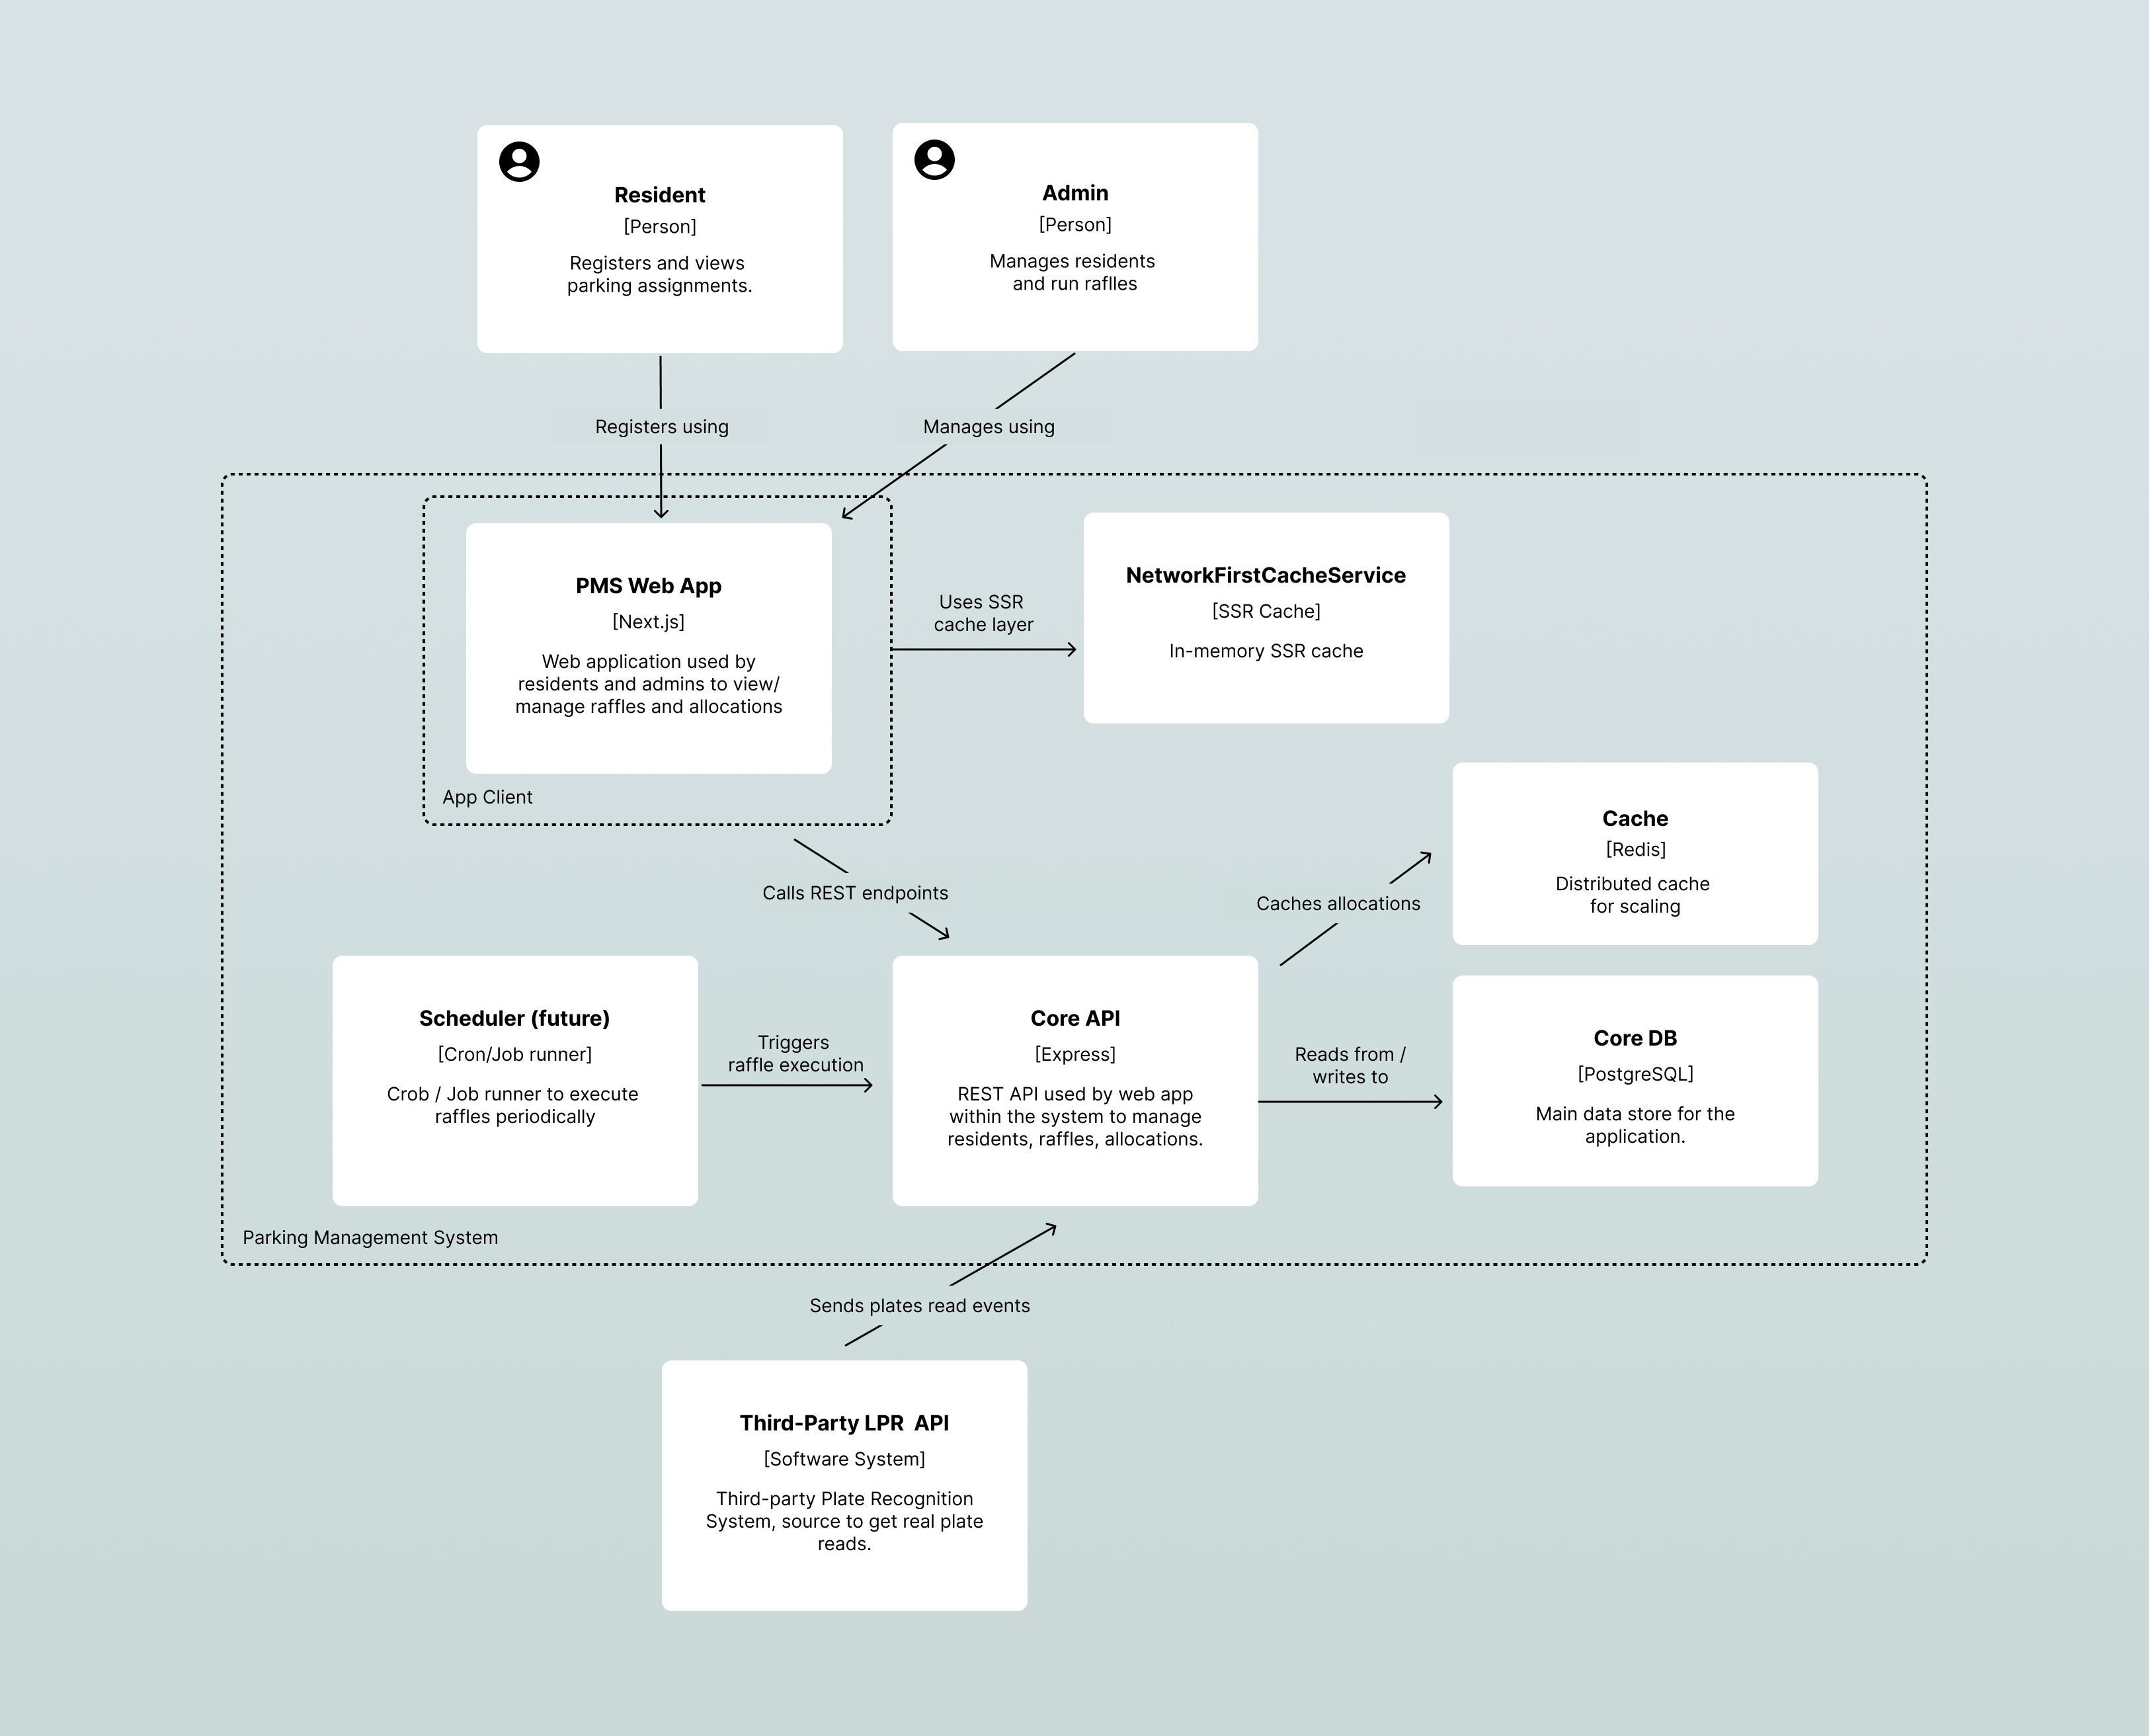 Resident
[Person]
Registers and views
parking assignments.
Admin
[Person]
Manages residents
and run raflles
Registers using
Manages using
PMS Web App
[Next.js]
Web application used by
residents and admins to view/
manage raffles and allocations
App Client
Uses SSR
cache layer
NetworkFirstCacheService
[SSR Cache]
In-memory SSR cache
Calls REST endpoints
Caches allocations
Cache
[Redis]
Distributed cache
for scaling
Scheduler (future)
[Cron/Job runner]
Crob / Job runner to execute
raffles periodically
Triggers
raffle execution
Core API
[Express]
REST API used by web app
within the system to manage
residents, raffles, allocations.
Reads from /
writes to
Core DB
[PostgreSQL]
Main data store for the
application.
Parking Management System
Sends plates read events
Third-Party LPR  API
[Software System]
Third-party Plate Recognition
System, source to get real plate
reads.